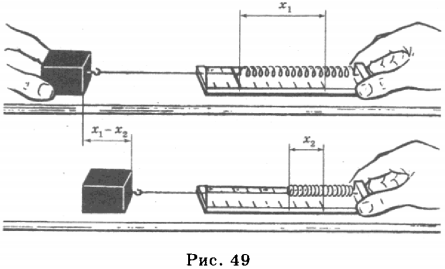 x₁
x₁ – x₂
x₂
Рис. 49